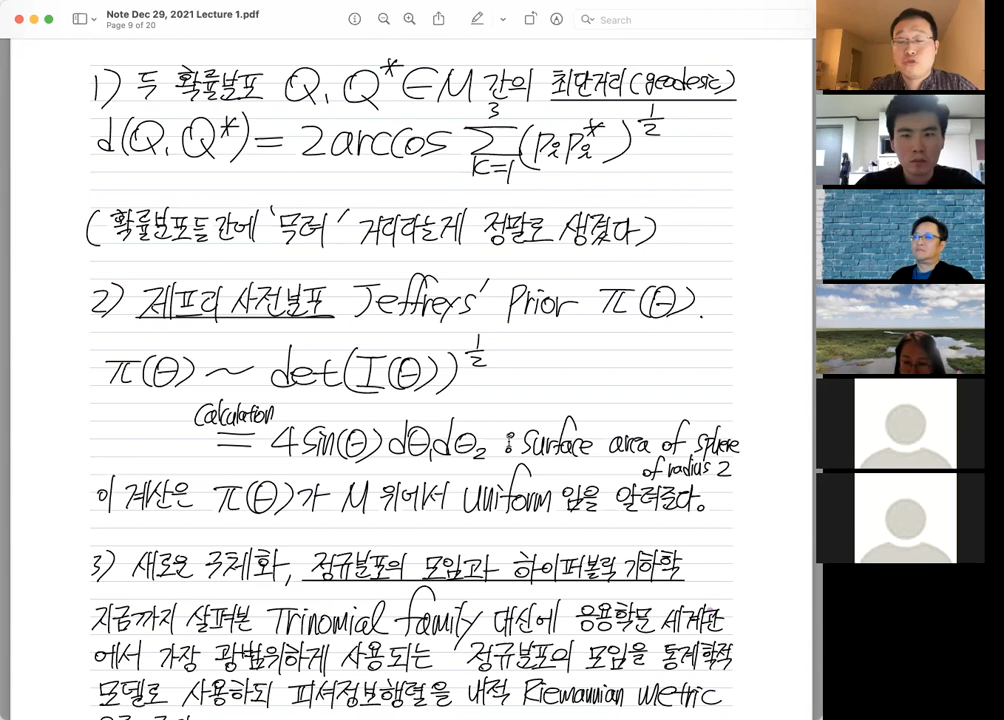 Note Dec 29, 2021 Lecture 1.pdf
Page 9 of 20
Search
1) 두 확률분포 Q, Q* ∈ M 간의 최단거리(geodesic)
d(Q, Q*) = 2arccos Σ_{k=1}^{3} (p_i p_i*)^{1/2}
(확률분포들 간에 '목려' 거리라는게 정말로 생겼다)
2) 제프리 사전분포 Jeffreys' Prior π(θ).
π(θ) ~ det(I(θ))^{1/2}
calculation
= 4sin(θ)dθ₁dθ₂ : surface area of sphere
of radius 2
이 계산은 π(θ)가 M 위에서 uniform 임을 알려준다.
3) 새로운 구체화, 정규분포의 모임과 하이퍼볼릭 기하학
지금까지 살펴본 Trinomial family 대신에 응용학문 세계관
에서 가장 광범위하게 사용되는 정규분포의 모임을 통계학적
모델로 사용하되 피셔정보행렬을 내적 Riemannian metric